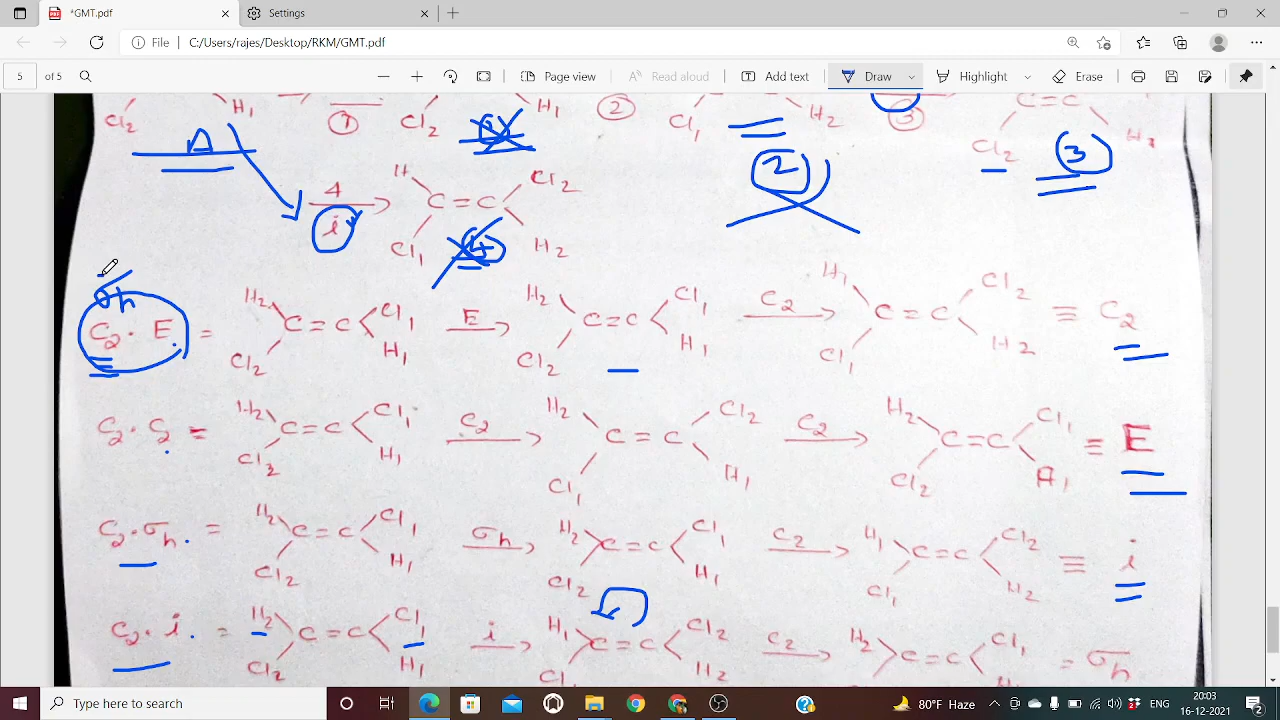 *GMT.pdf
Settings
File C:/Users/rajes/Desktop/RKM/GMT.pdf
5 of 5 Page view Read aloud Add text Draw Highlight Erase
Cl2 H1 1 Cl2 H1 2 Cl1 H2 3 C=C
A Cl2 H1
2 3
4 H Cl2
i C=C
Cl1 4 H2
σh
H2 Cl1 H2 Cl1 H1 Cl2
C2 · E = C=C E C=C C2 C=C ≡ C2
Cl2 H1 Cl2 H1 Cl1 H2
H2 Cl1 H2 Cl2 H2 Cl1
C2 · C2 = C=C C2 C=C C2 C=C ≡ E
Cl2 H1 Cl1 H1 Cl2 H1
H2 Cl1 H2 Cl1 H1 Cl2
C2 · σh = C=C σh C=C C2 C=C ≡ i
Cl2 H1 Cl2 H1 Cl1 H2
H2 Cl1 H1 Cl2 H2 Cl1
C2 · i = C=C i C=C C2 C=C = σh
Cl2 H1 Cl H2
Type here to search
80°F Haze ENG 20:03
16-12-2021 2